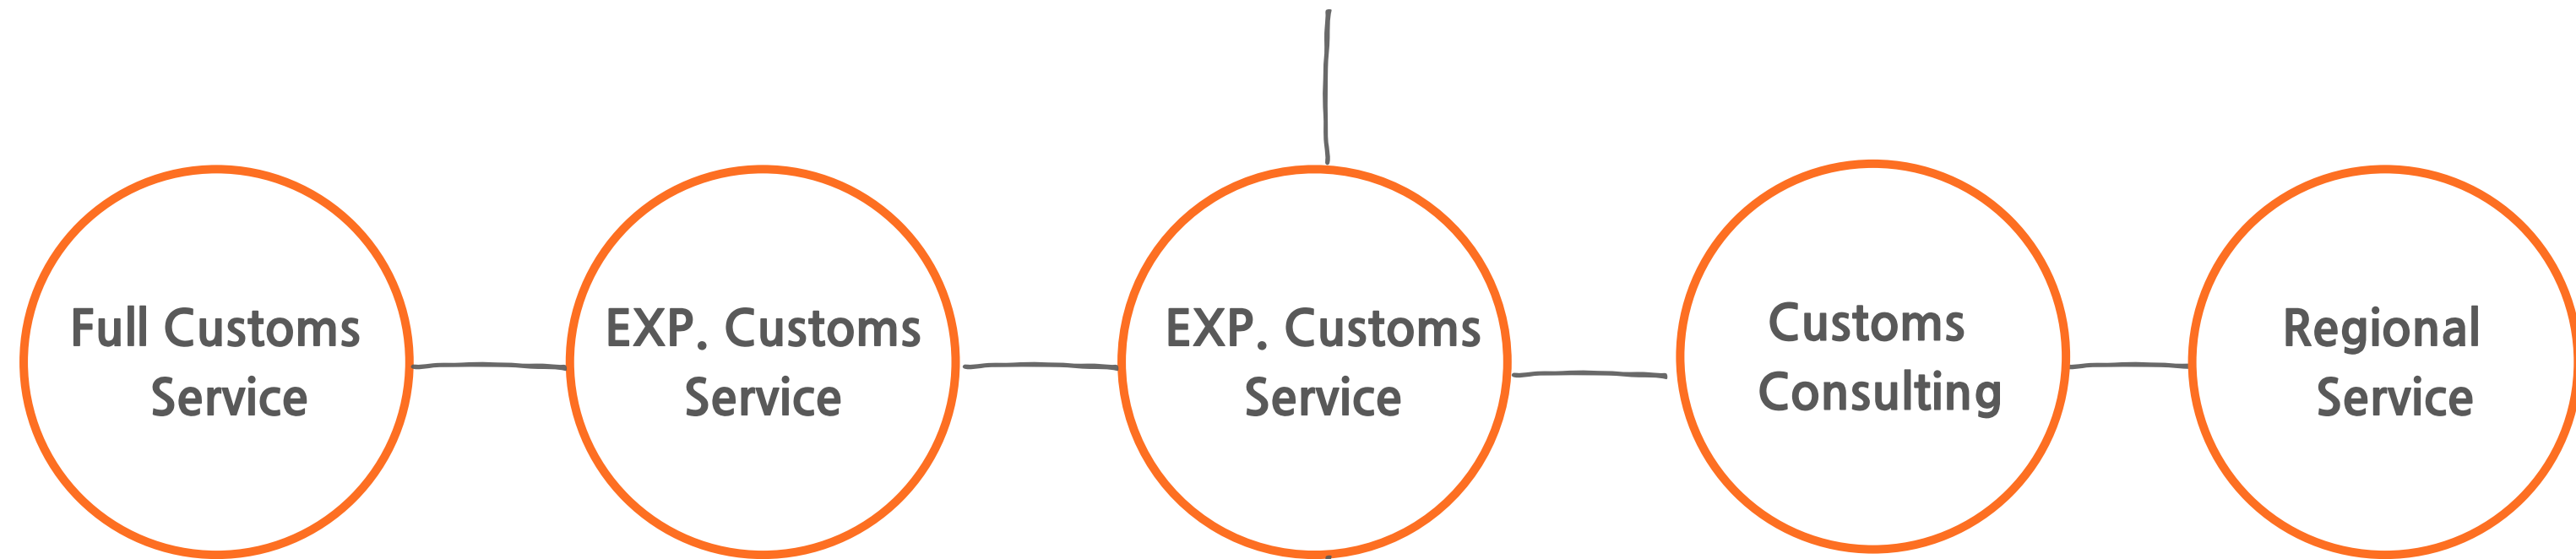 Full Customs
Service
EXP. Customs
Service
EXP. Customs
Service
Customs
Consulting
Regional
Service